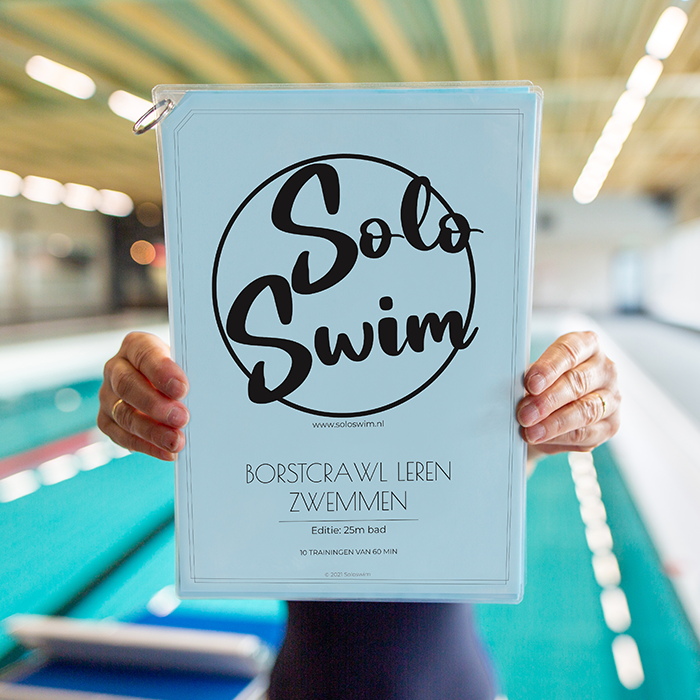 Solo
Swim
www.soloswim.nl
BORSTCRAWL LEREN
ZWEMMEN
Editie: 25m bad
10 TRAININGEN VAN 60 MIN
© 2021 Soloswim